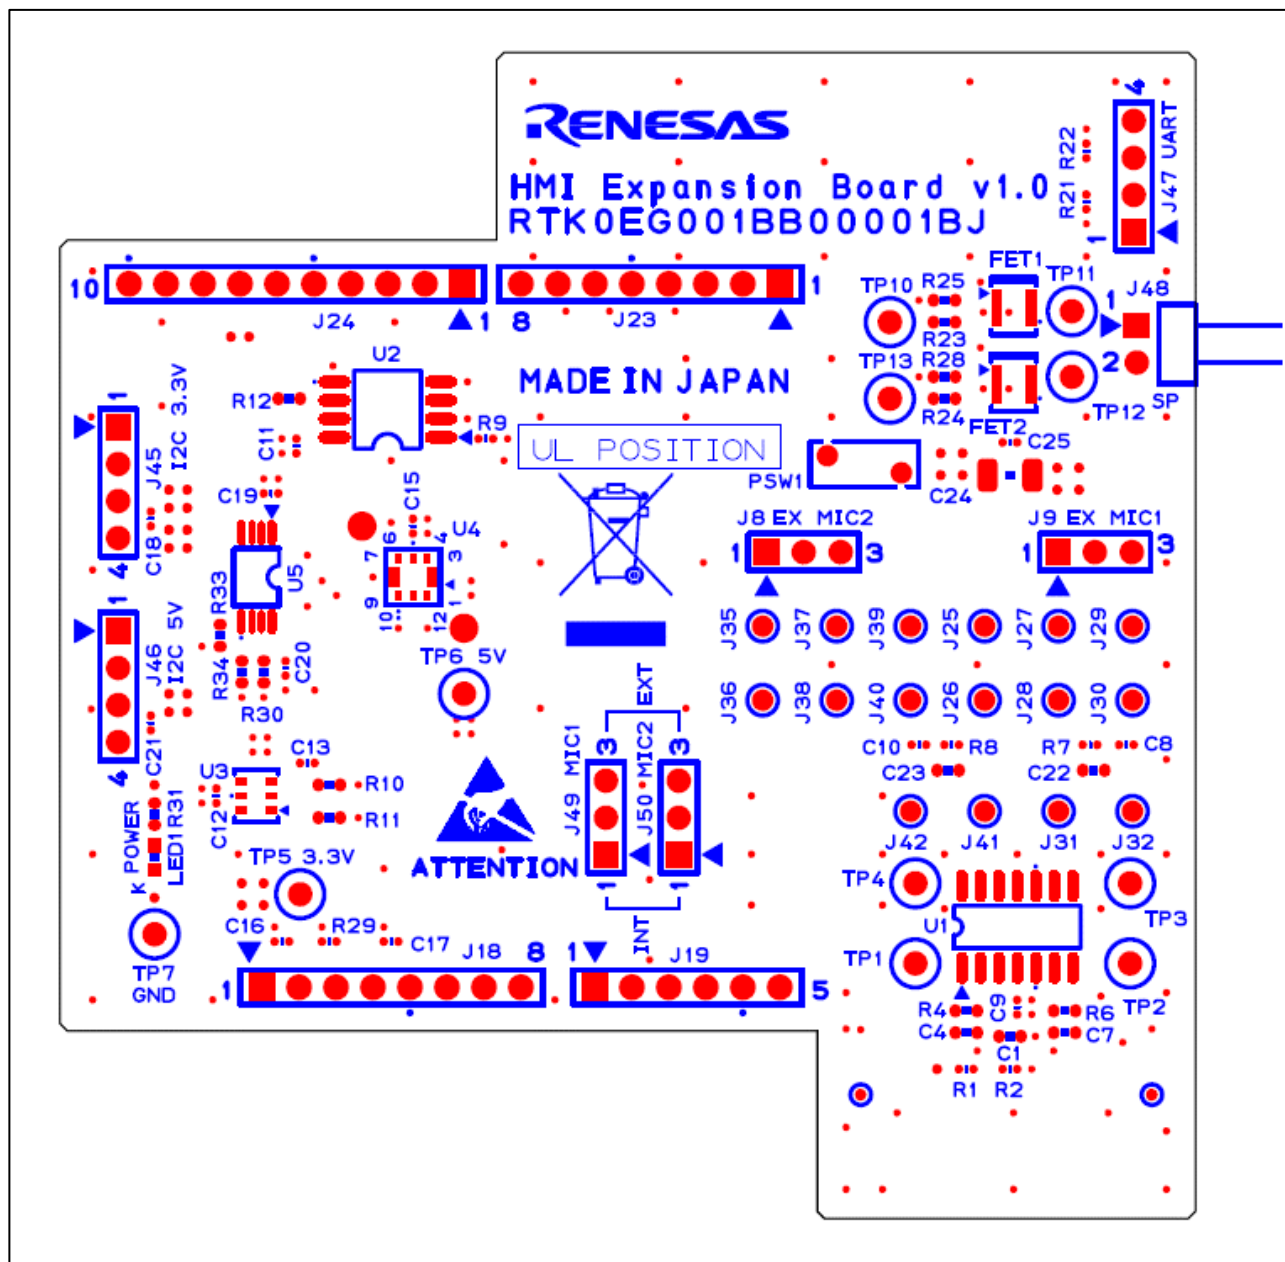 RENESAS
HMI Expansion Board v1.0
RTK0EG001BB00001BJ
4
J47 UART
R22
R21
1
10
J24
1
8
J23
1
FET1
TP10
R25
TP11
J48
1
R23
TP13
R28
2
R24
TP12
SP
FET2
C25
U2
MADE IN JAPAN
R12
R9
C11
UL POSITION
PSW1
C24
1
I2C 3.3V
J45
C18
4
C19
C15
U4
6
4
7
3
9
1
10
12
U5
J8 EX MIC2
1
3
J9 EX MIC1
1
3
R33
1
I2C 5V
J46
R34
C20
R30
C21
4
TP6 5V
J35
J37
J39
J25
J27
J29
J36
J38
J40
J26
J28
J30
EXT
MIC1
3
MIC2
3
J49
J50
1
1
INT
C10
R8
R7
C8
C23
C22
C13
U3
R10
C12
R11
K POWER
LED1
R31
ATTENTION
J42
J41
J31
J32
TP5 3.3V
TP4
U1
TP3
C16
R29
C17
J18
8
1
J19
TP1
TP2
TP7
GND
1
5
R4
C9
R6
C4
C1
C7
R1
R2